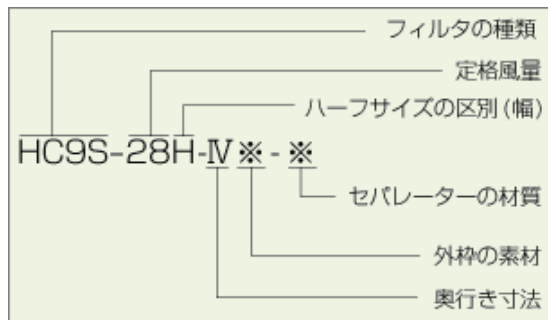 フィルタの種類
定格風量
ハーフサイズの区別(幅)
HC9S-28H-Ⅳ※-※
セパレーターの材質
外枠の素材
奥行き寸法